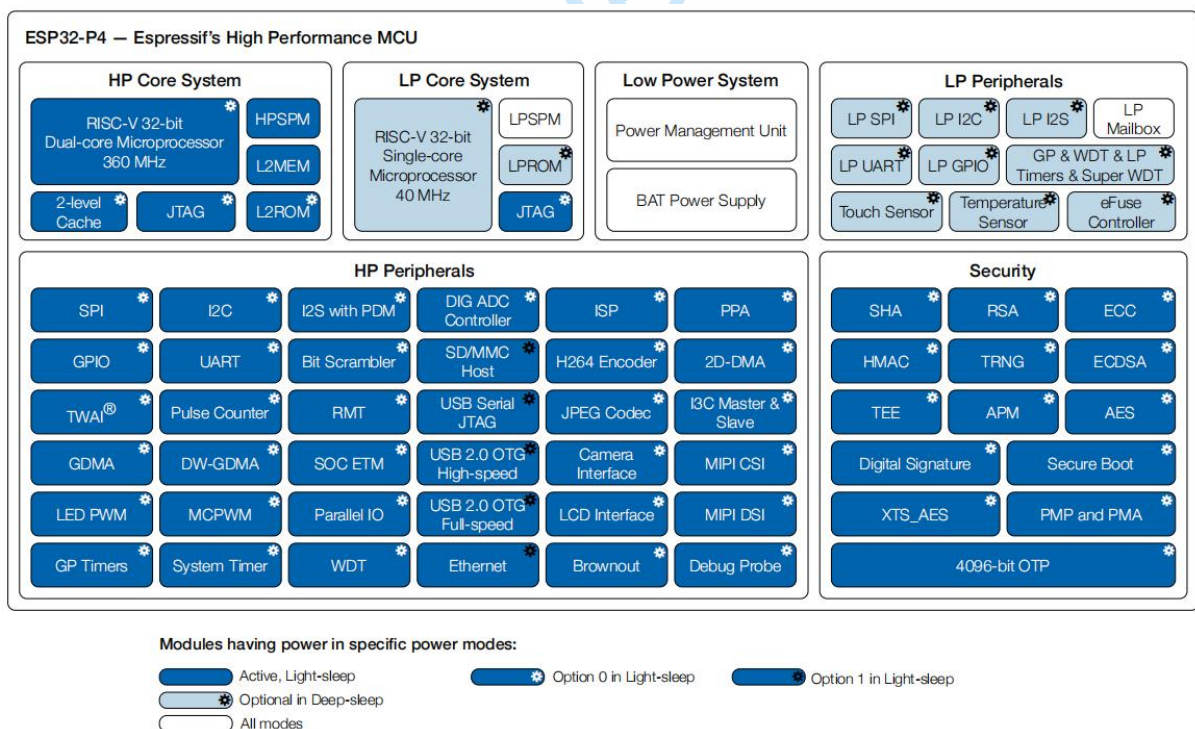 ESP32-P4 — Espressif's High Performance MCU
HP Core System
RISC-V 32-bit
Dual-core Microprocessor
360 MHz
HPSPM
L2MEM
2-level
Cache
JTAG
L2ROM
LP Core System
RISC-V 32-bit
Single-core
Microprocessor
40 MHz
LPSPM
LPROM
JTAG
Low Power System
Power Management Unit
BAT Power Supply
LP Peripherals
LP SPI
LP I2C
LP I2S
LP
Mailbox
LP UART
LP GPIO
GP & WDT & LP
Timers & Super WDT
Touch Sensor
Temperature
Sensor
eFuse
Controller
HP Peripherals
SPI
I2C
I2S with PDM
DIG ADC
Controller
ISP
PPA
GPIO
UART
Bit Scrambler
SD/MMC
Host
H264 Encoder
2D-DMA
TWAI®
Pulse Counter
RMT
USB Serial
JTAG
JPEG Codec
I3C Master &
Slave
GDMA
DW-GDMA
SOC ETM
USB 2.0 OTG
High-speed
Camera
Interface
MIPI CSI
LED PWM
MCPWM
Parallel IO
USB 2.0 OTG
Full-speed
LCD Interface
MIPI DSI
GP Timers
System Timer
WDT
Ethernet
Brownout
Debug Probe
Security
SHA
RSA
ECC
HMAC
TRNG
ECDSA
TEE
APM
AES
Digital Signature
Secure Boot
XTS_AES
PMP and PMA
4096-bit OTP
Modules having power in specific power modes:
Active, Light-sleep
Option 0 in Light-sleep
Option 1 in Light-sleep
Optional in Deep-sleep
All modes